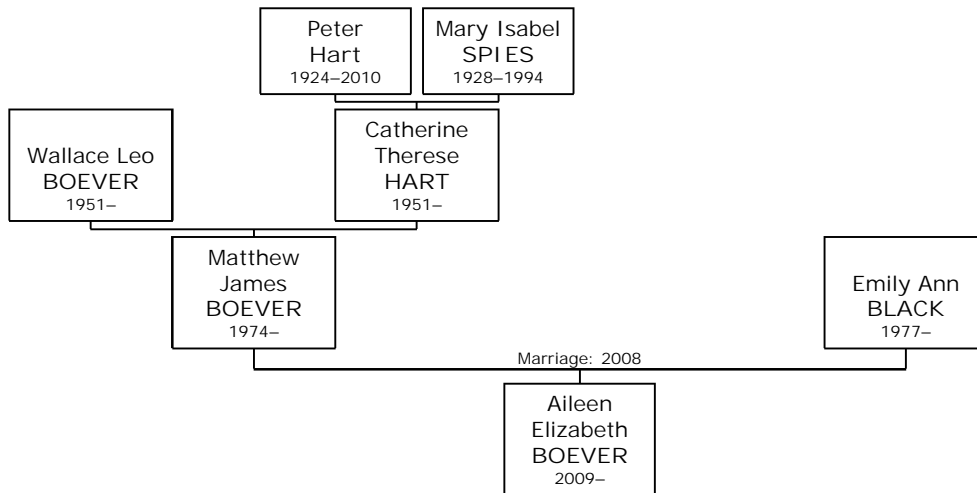 Peter
Hart
1924–2010
Mary Isabel
SPIES
1928–1994
Wallace Leo
BOEVER
1951–
Catherine
Therese
HART
1951–
Matthew
James
BOEVER
1974–
Emily Ann
BLACK
1977–
Marriage: 2008
Aileen
Elizabeth
BOEVER
2009–